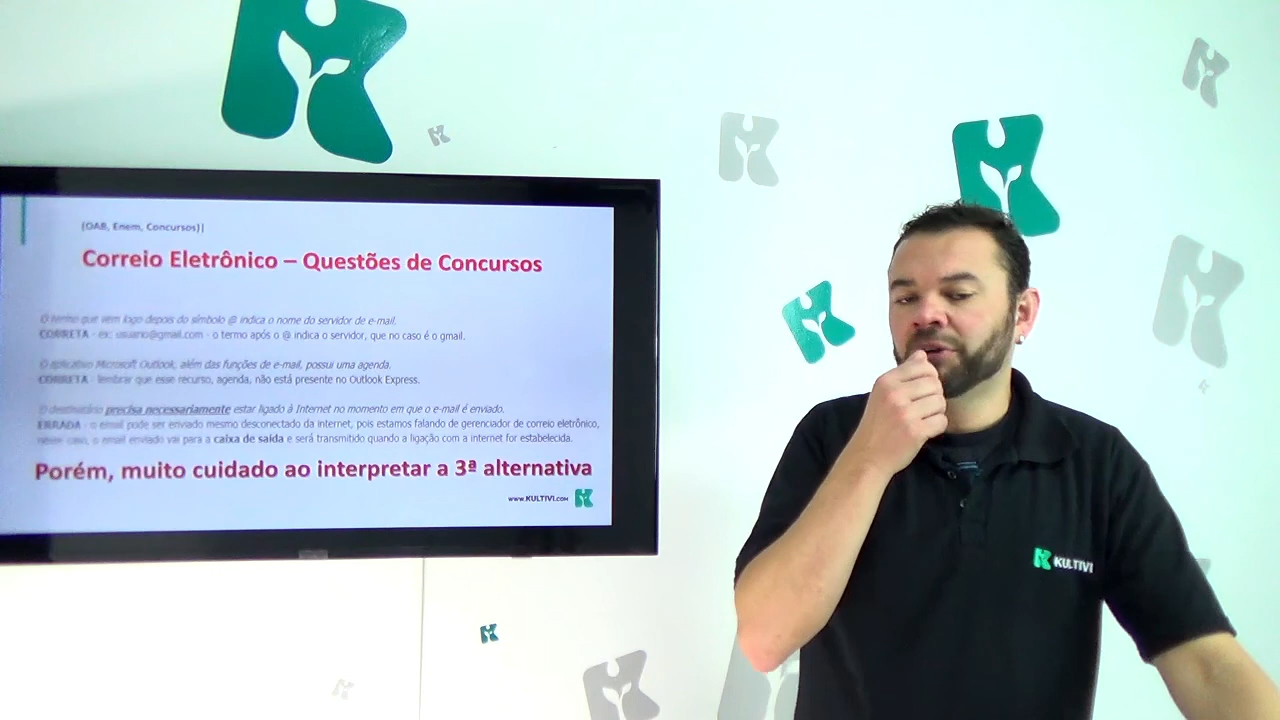 (OAB, Enem, Concursos)|
Correio Eletrônico – Questões de Concursos
O termo que vem logo depois do símbolo @ indica o nome do servidor de e-mail.
CORRETA - ex: usuario@gmail.com - o termo após o @ indica o servidor, que no caso é o gmail.
O aplicativo Microsoft Outlook, além das funções de e-mail, possui uma agenda.
CORRETA - lembrar que esse recurso, agenda, não está presente no Outlook Express.
O destinatário precisa necessariamente estar ligado à Internet no momento em que o e-mail é enviado.
ERRADA - o email pode ser enviado mesmo desconectado da internet, pois estamos falando de gerenciador de correio eletrônico,
nesse caso, o email enviado vai para a caixa de saída e será transmitido quando a ligação com a internet for estabelecida.
Porém, muito cuidado ao interpretar a 3ª alternativa
www.KULTIVI.com
KULTIVI